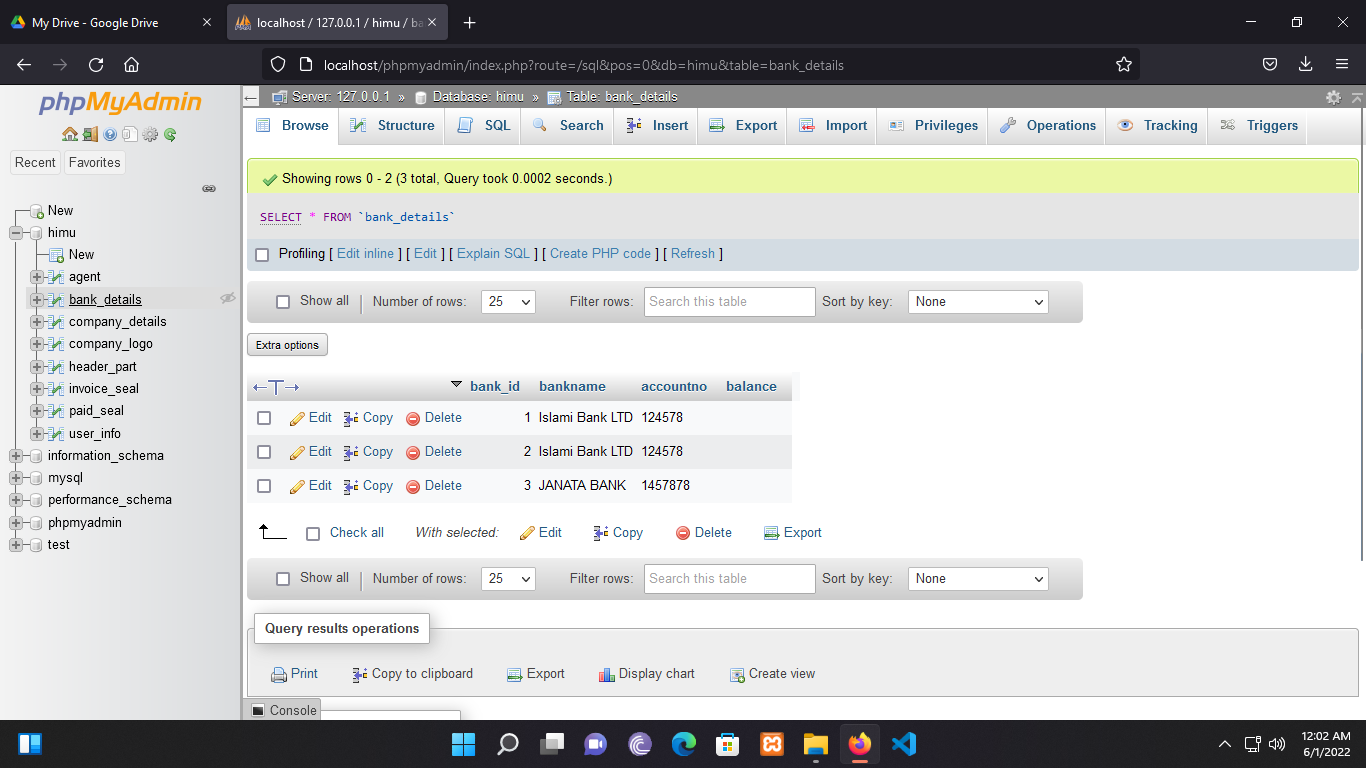 My Drive - Google Drive
localhost / 127.0.0.1 / himu / ba
localhost/phpmyadmin/index.php?route=/sql&pos=0&db=himu&table=bank_details
phpMyAdmin
Recent Favorites
New
himu
New
agent
bank_details
company_details
company_logo
header_part
invoice_seal
paid_seal
user_info
information_schema
mysql
performance_schema
phpmyadmin
test
Server: 127.0.0.1 » Database: himu » Table: bank_details
Browse Structure SQL Search Insert Export Import Privileges Operations Tracking Triggers
Showing rows 0 - 2 (3 total, Query took 0.0002 seconds.)
SELECT * FROM `bank_details`
Profiling [ Edit inline ] [ Edit ] [ Explain SQL ] [ Create PHP code ] [ Refresh ]
Show all Number of rows: 25 Filter rows: Search this table Sort by key: None
Extra options
bank_id bankname accountno balance
Edit Copy Delete 1 Islami Bank LTD 124578
Edit Copy Delete 2 Islami Bank LTD 124578
Edit Copy Delete 3 JANATA BANK 1457878
Check all With selected: Edit Copy Delete Export
Show all Number of rows: 25 Filter rows: Search this table Sort by key: None
Query results operations
Print Copy to clipboard Export Display chart Create view
Console
12:02 AM
6/1/2022